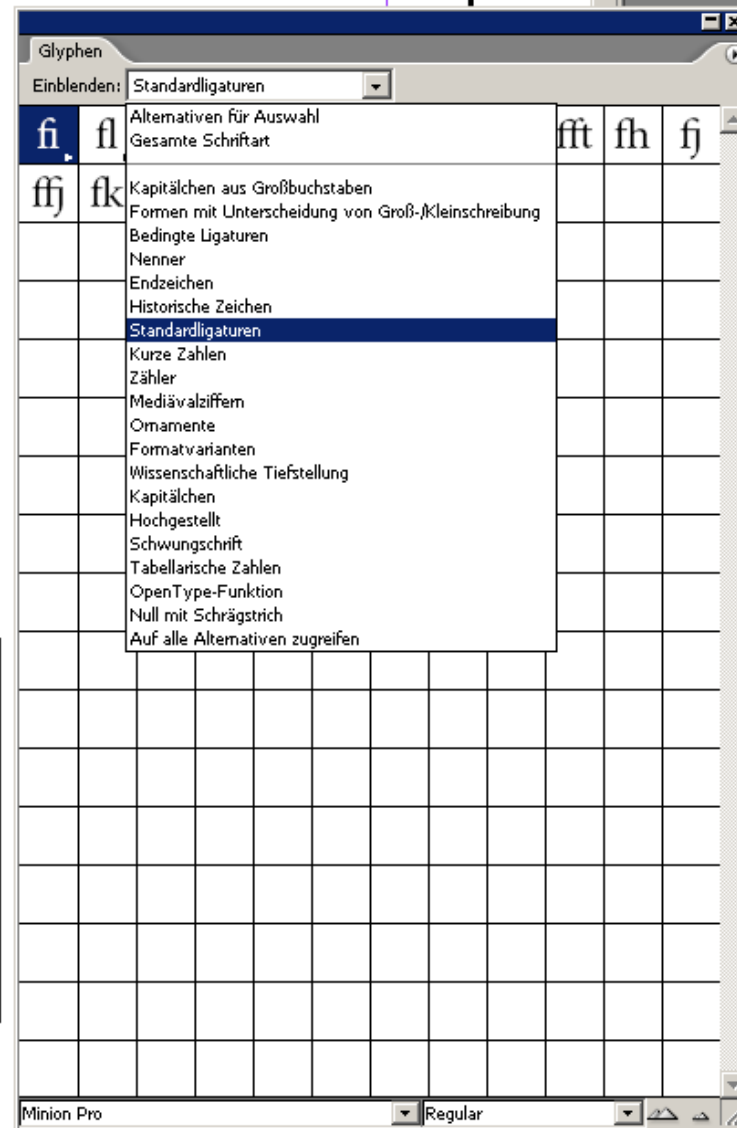 Glyphen
Einblenden: Standardligaturen
fi fl fft fh fj
ffj fk
Alternativen für Auswahl
Gesamte Schriftart
Kapitälchen aus Großbuchstaben
Formen mit Unterscheidung von Groß-/Kleinschreibung
Bedingte Ligaturen
Nenner
Endzeichen
Historische Zeichen
Standardligaturen
Kurze Zahlen
Zähler
Mediävalziffern
Ornamente
Formatvarianten
Wissenschaftliche Tiefstellung
Kapitälchen
Hochgestellt
Schwungschrift
Tabellarische Zahlen
OpenType-Funktion
Null mit Schrägstrich
Auf alle Alternativen zugreifen
Minion Pro Regular